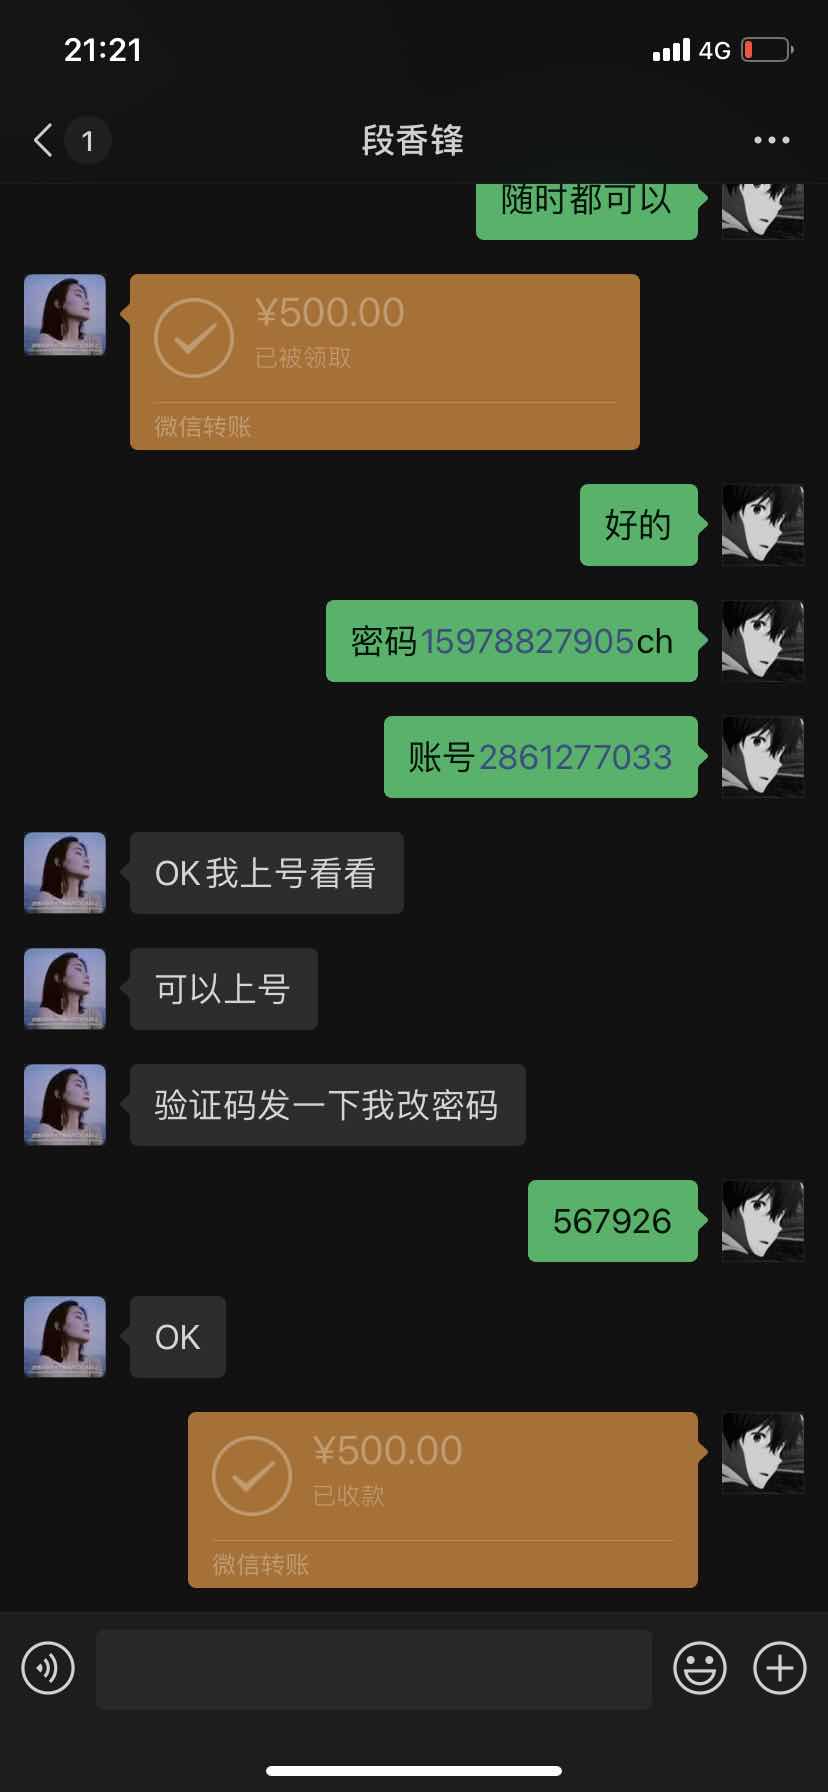 21:21
4G
1
段香锋
随时都可以
¥500.00
已被领取
微信转账
好的
密码15978827905ch
账号2861277033
OK我上号看看
可以上号
验证码发一下我改密码
567926
OK
¥500.00
已收款
微信转账